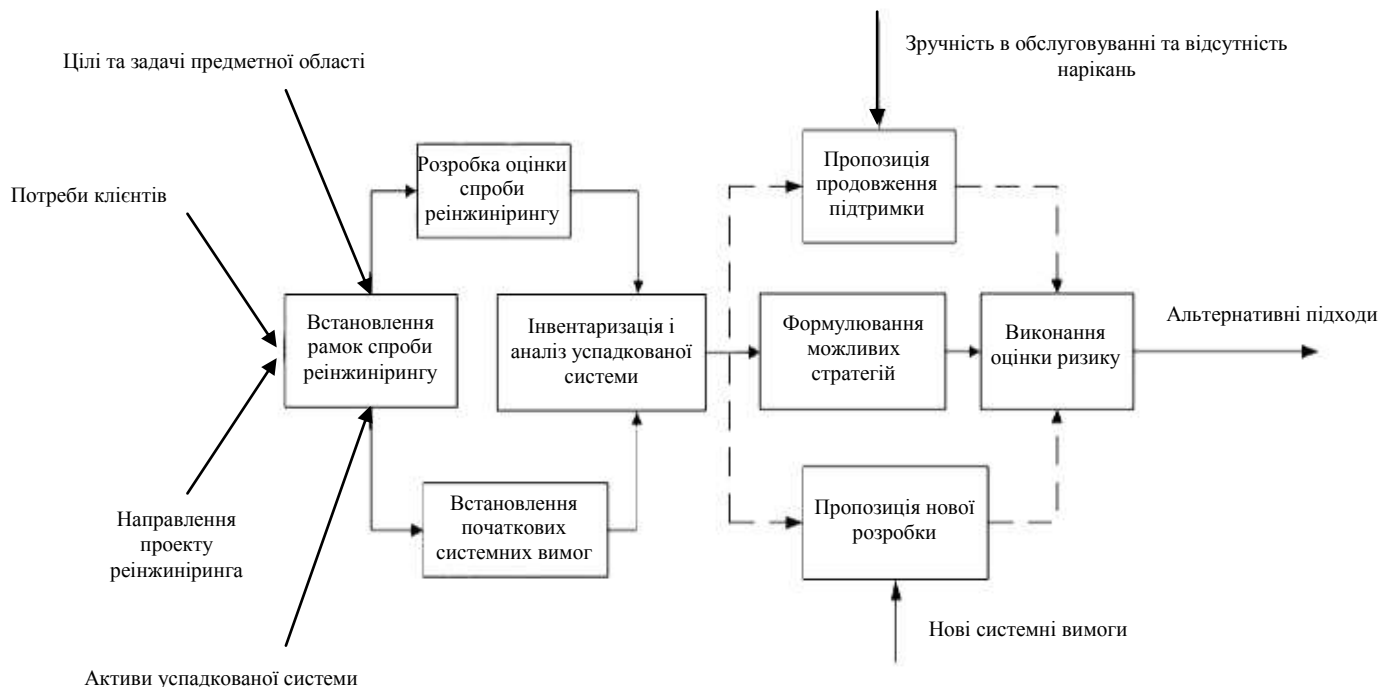 Цілі та задачі предметної області
Зручність в обслуговуванні та відсутність
нарікань
Розробка оцінки
спроби
реінжинірингу
Пропозиція
продовження
підтримки
Потреби клієнтів
Встановлення
рамок спроби
реінжинірингу
Інвентаризація і
аналіз успадкованої
системи
Формулювання
можливих
стратегій
Виконання
оцінки ризику
Альтернативні підходи
Встановлення
початкових
системних вимог
Пропозиція нової
розробки
Направлення
проекту
реінжиніринга
Нові системні вимоги
Активи успадкованої системи